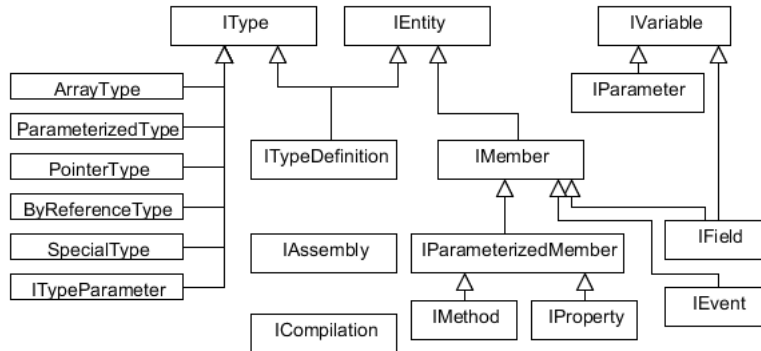 IType
IEntity
IVariable
ArrayType
IParameter
ParameterizedType
ITypeDefinition
IMember
PointerType
ByReferenceType
SpecialType
IAssembly
IParameterizedMember
IField
ITypeParameter
ICompilation
IMethod
IProperty
IEvent